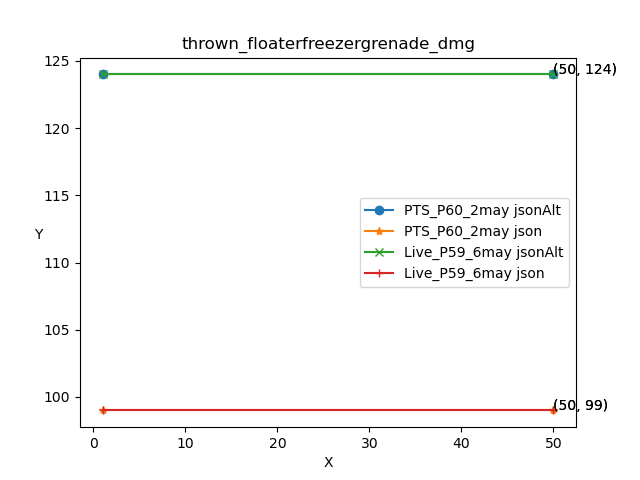 thrown_floaterfreezergrenade_dmg
125
120
115
110
105
100
Y
(50, 124)
PTS_P60_2may jsonAlt
PTS_P60_2may json
Live_P59_6may jsonAlt
Live_P59_6may json
(50, 99)
0 10 20 30 40 50
X